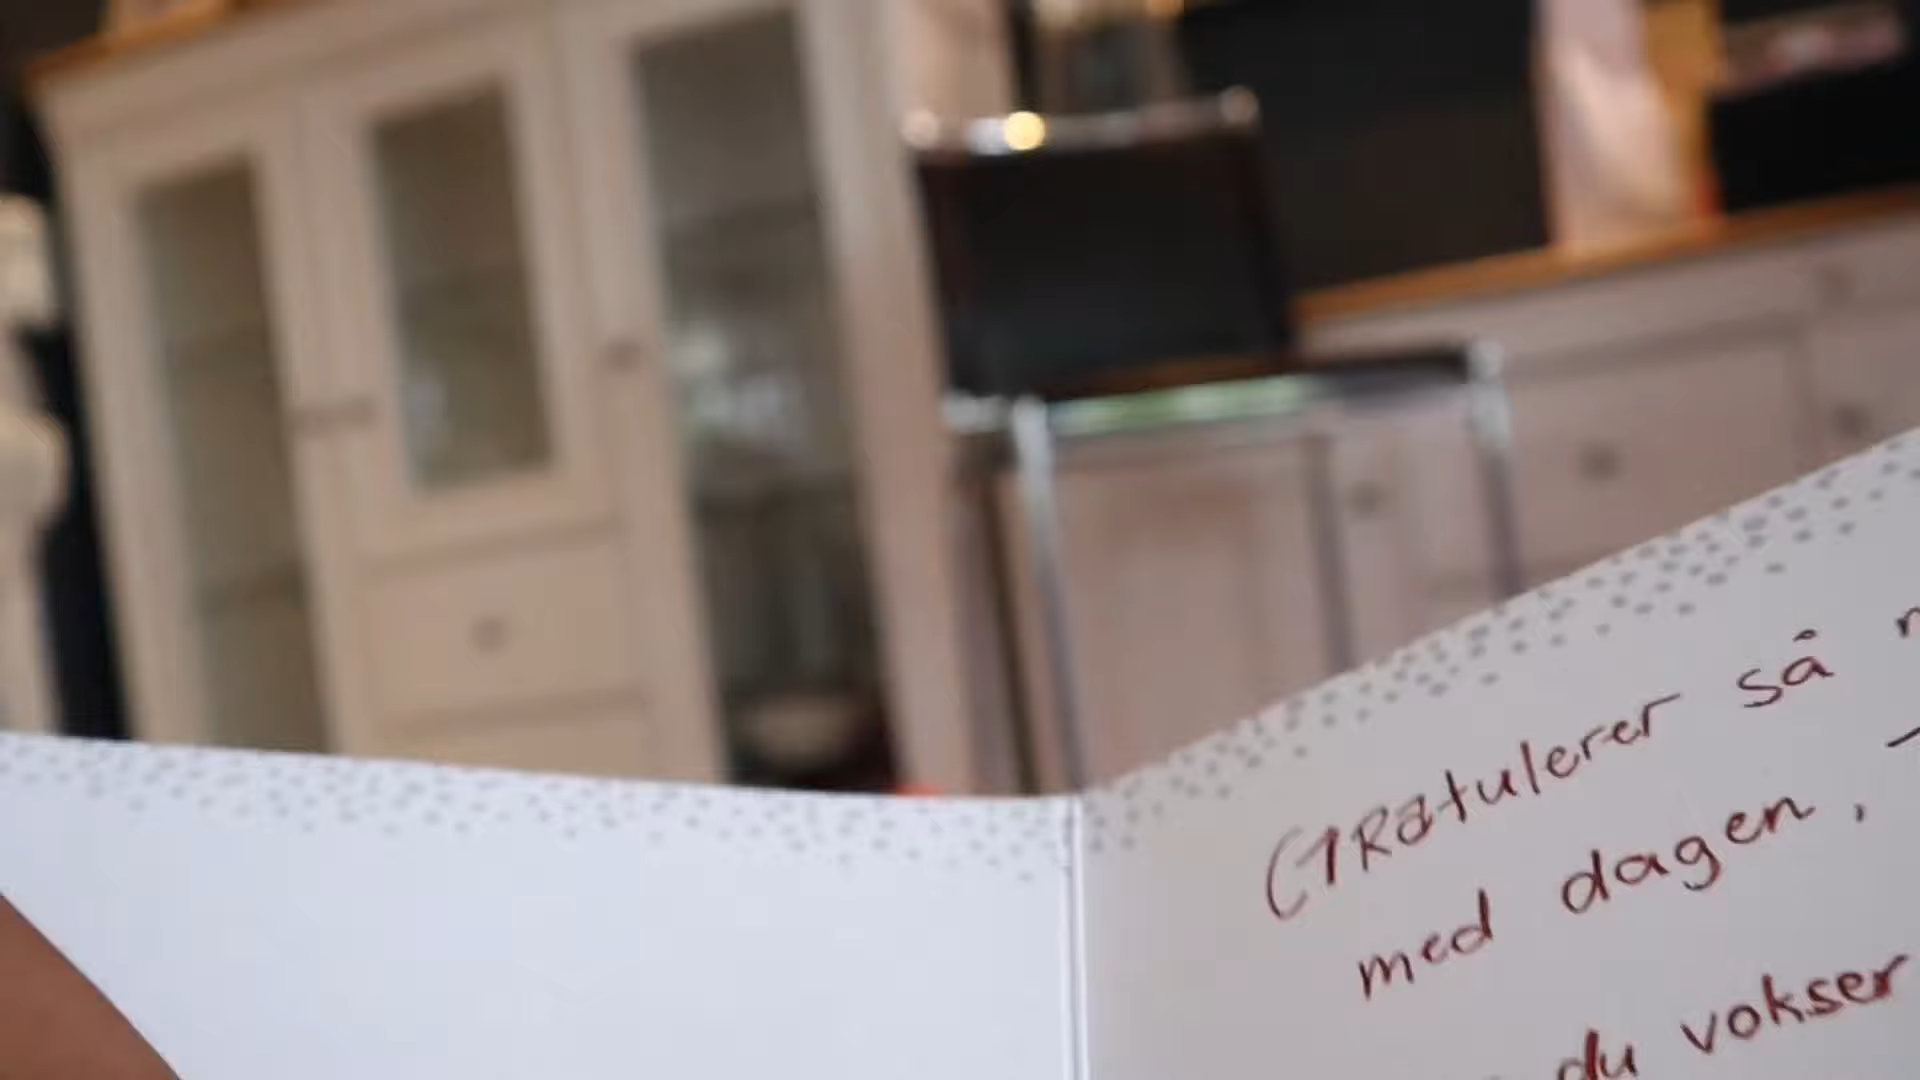 Gratulerer så
med dagen,
du vokser